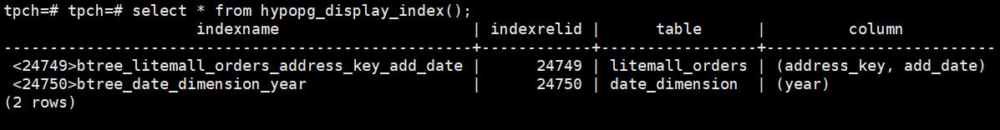 tpch=# tpch=# select * from hypopg_display_index();
indexname | indexrelid | table | column
----------------------------------------------------+------------+-----------------+--------------------------
<24749>btree_litemall_orders_address_key_add_date | 24749 | litemall_orders | (address_key, add_date)
<24750>btree_date_dimension_year | 24750 | date_dimension | (year)
(2 rows)